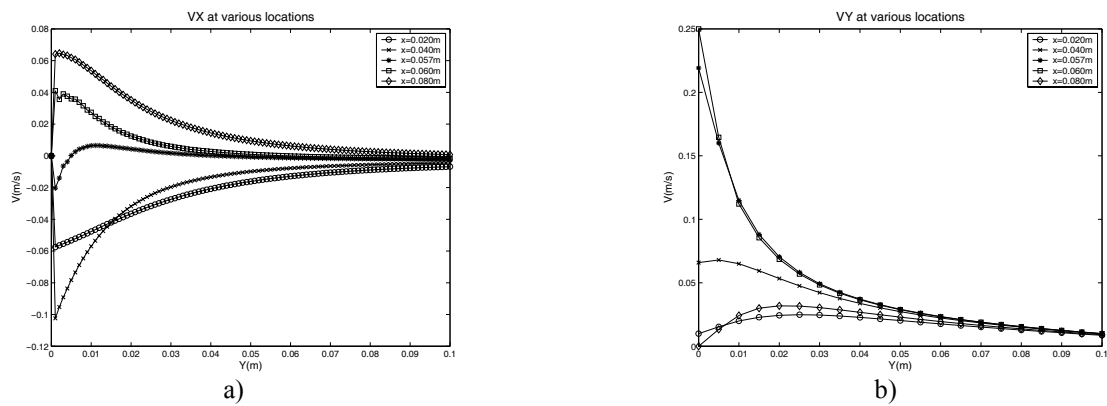 VX at various locations
0.08
0.06
0.04
0.02
0
-0.02
-0.04
-0.06
-0.08
-0.1
-0.12
V(m/s)
0 0.01 0.02 0.03 0.04 0.05 0.06 0.07 0.08 0.09 0.1
Y(m)
x=0.020m
x=0.040m
x=0.057m
x=0.060m
x=0.080m
a)
VY at various locations
0.25
0.2
0.15
0.1
0.05
0
V(m/s)
0 0.01 0.02 0.03 0.04 0.05 0.06 0.07 0.08 0.09 0.1
Y(m)
x=0.020m
x=0.040m
x=0.057m
x=0.060m
x=0.080m
b)